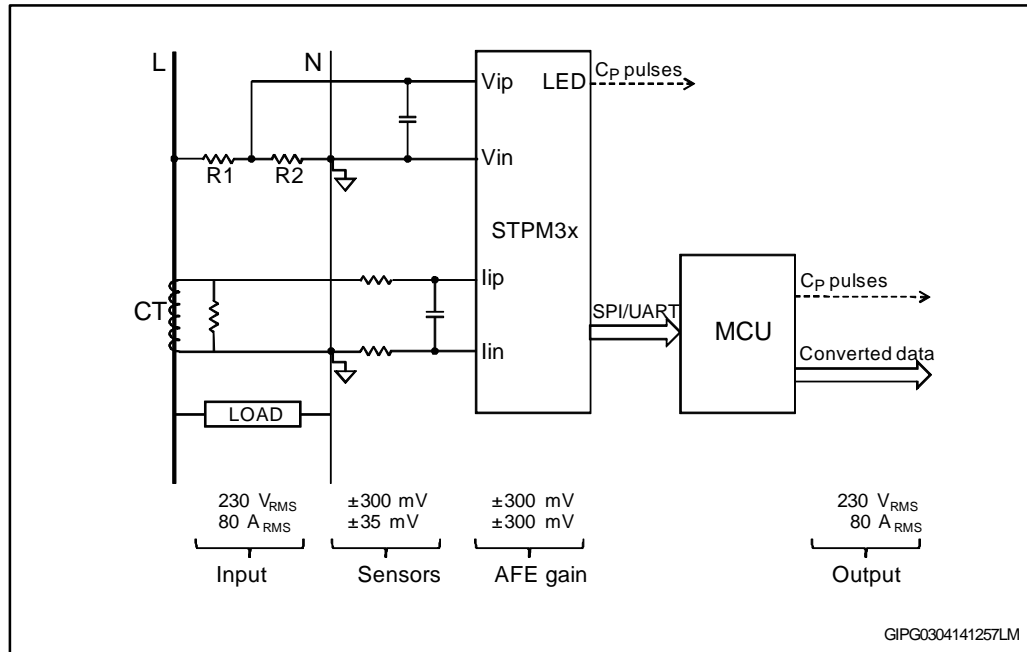 L
N
Vip
LED
CP pulses
Vin
R1
R2
STPM3x
Iip
CT
SPI/UART
MCU
CP pulses
Iin
Converted data
LOAD
230 VRMS
±300 mV
±300 mV
230 VRMS
80 ARMS
±35 mV
±300 mV
80 ARMS
Input
Sensors
AFE gain
Output
GIPG0304141257LM